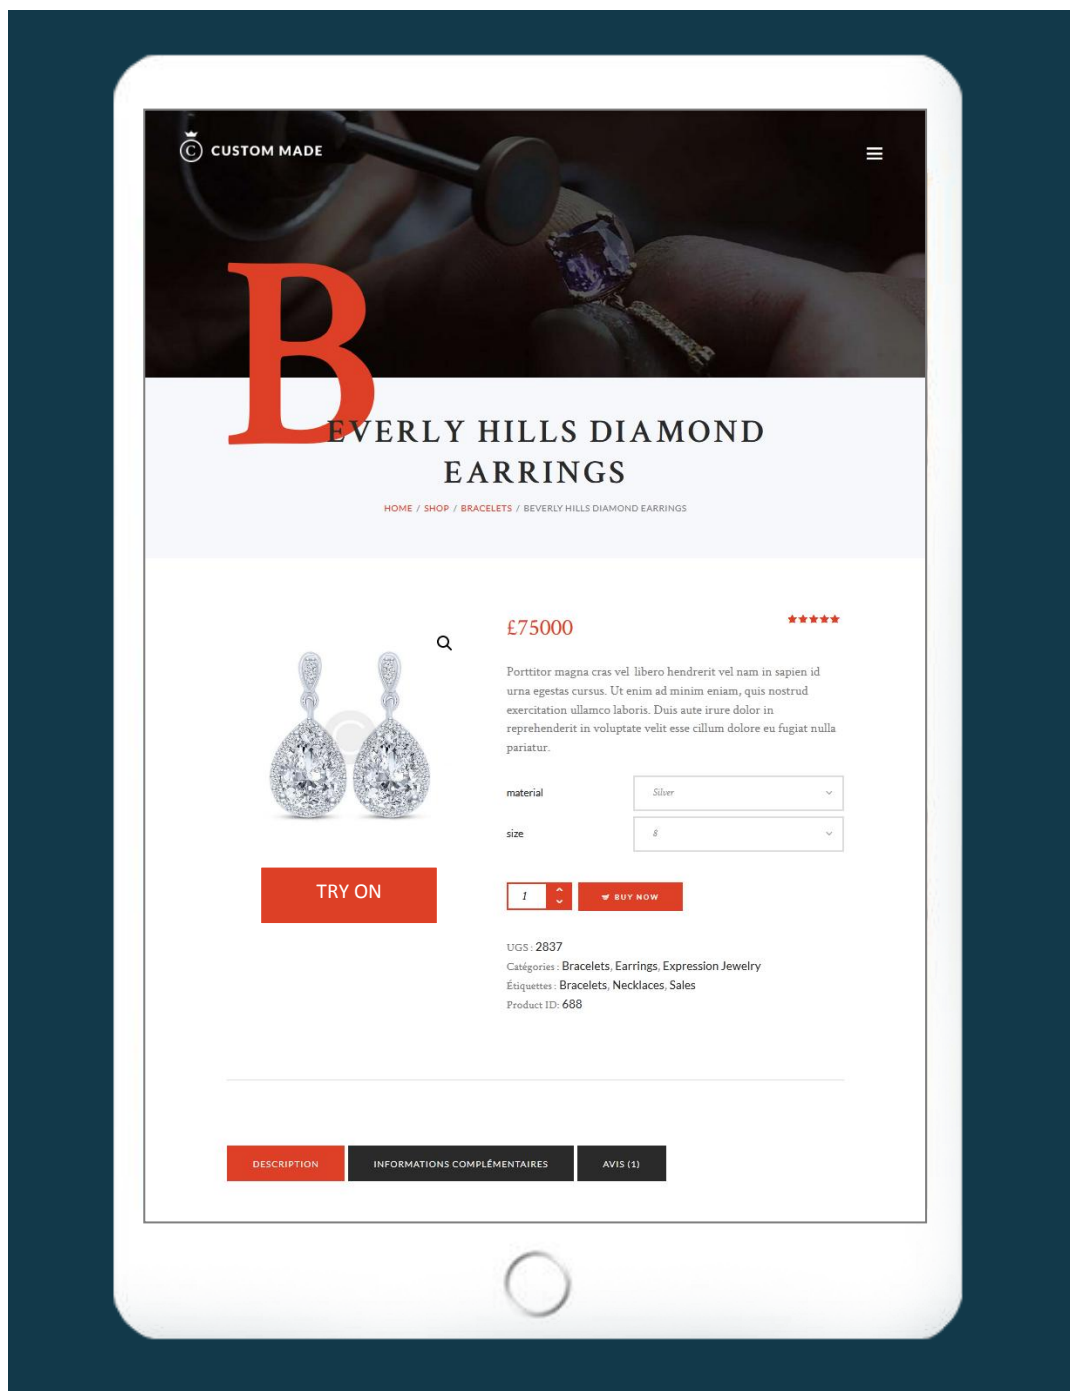 © CUSTOM MADE
BEVERLY HILLS DIAMOND
EARRINGS
HOME / SHOP / BRACELETS / BEVERLY HILLS DIAMOND EARRINGS
£75000
Porttitor magna cras vel libero hendrerit vel nam in sapien id
urna egestas cursus. Ut enim ad minim eniam, quis nostrud
exercitation ullamco laboris. Duis aute irure dolor in
reprehenderit in voluptate velit esse cillum dolore eu fugiat nulla
pariatur.
material Silver
size 8
TRY ON
1 BUY NOW
UGS : 2837
Catégories : Bracelets, Earrings, Expression Jewelry
Étiquettes : Bracelets, Necklaces, Sales
Product ID: 688
DESCRIPTION INFORMATIONS COMPLÉMENTAIRES AVIS (1)